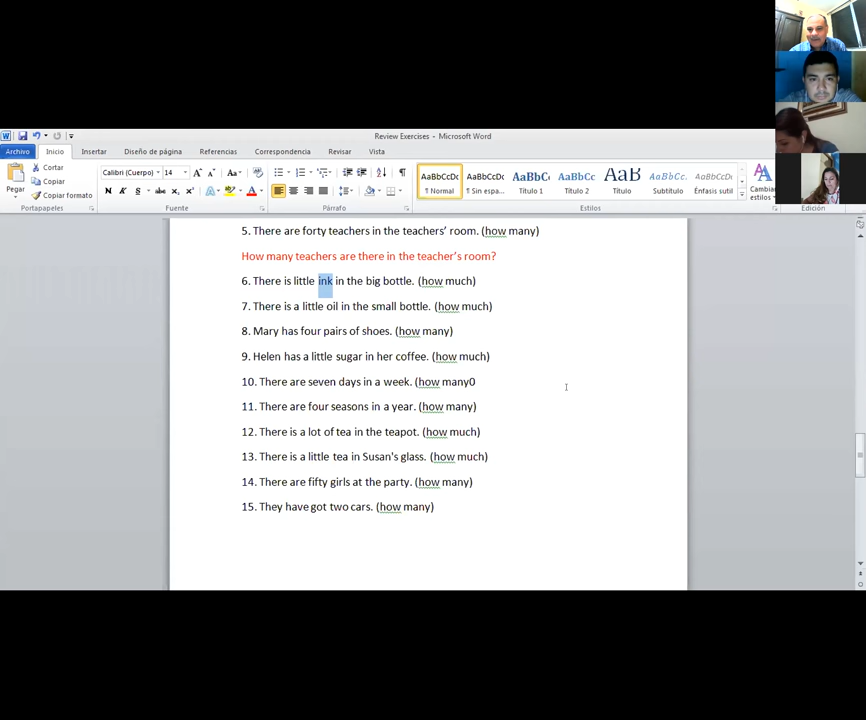 Review Exercises - Microsoft Word
Archivo Inicio Insertar Diseño de página Referencias Correspondencia Revisar Vista
Pegar
Cortar
Copiar
Copiar formato
Portapapeles
Calibri (Cuerpo) 14
Fuente
Párrafo
AaBbCcDc AaBbCcDc AaBbC AaBbCc AaB AaBbCc. AaBbCcDc
¶ Normal ¶ Sin espa... Título 1 Título 2 Título Subtítulo Énfasis sutil
Cambiar estilos
Estilos
Edición
5. There are forty teachers in the teachers’ room. (how many)
How many teachers are there in the teacher’s room?
6. There is little ink in the big bottle. (how much)
7. There is a little oil in the small bottle. (how much)
8. Mary has four pairs of shoes. (how many)
9. Helen has a little sugar in her coffee. (how much)
10. There are seven days in a week. (how many0
11. There are four seasons in a year. (how many)
12. There is a lot of tea in the teapot. (how much)
13. There is a little tea in Susan's glass. (how much)
14. There are fifty girls at the party. (how many)
15. They have got two cars. (how many)